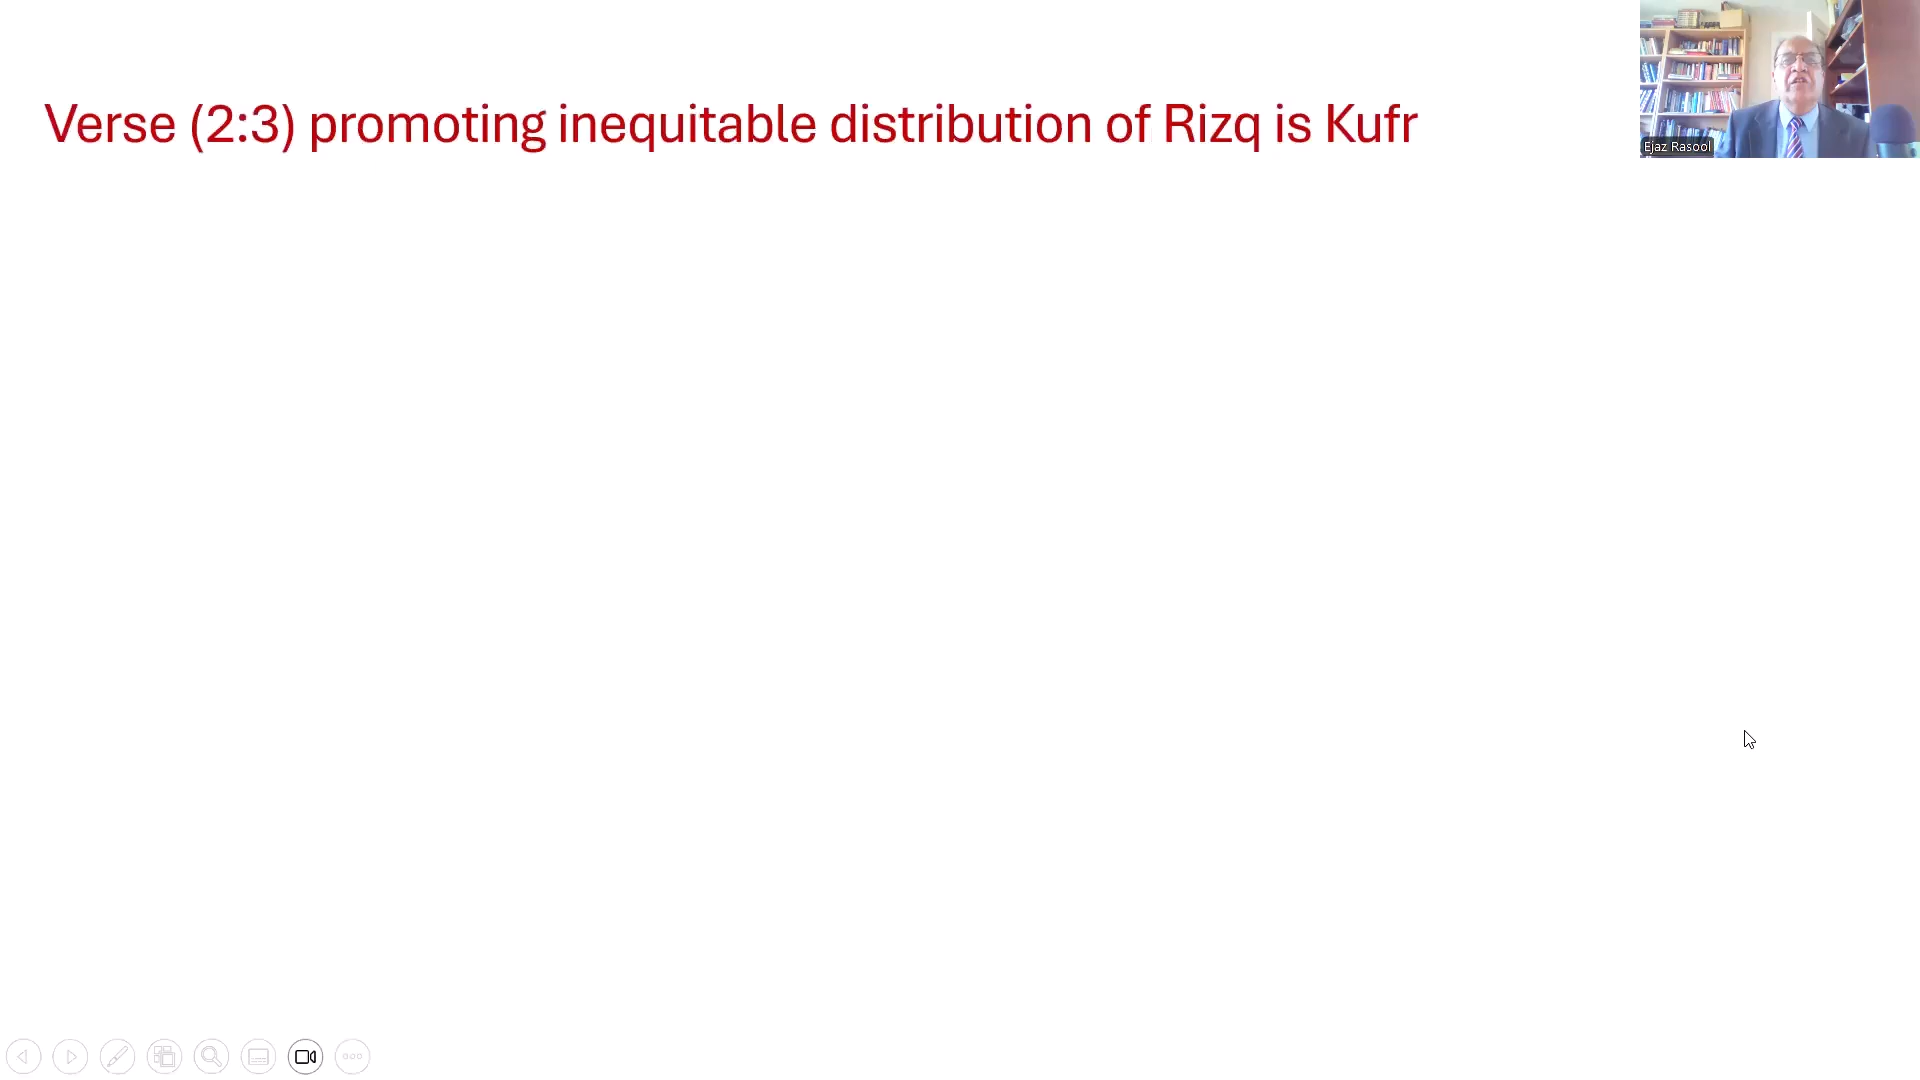 Verse (2:3) promoting inequitable distribution of Rizq is Kufr
Ejaz Rasool